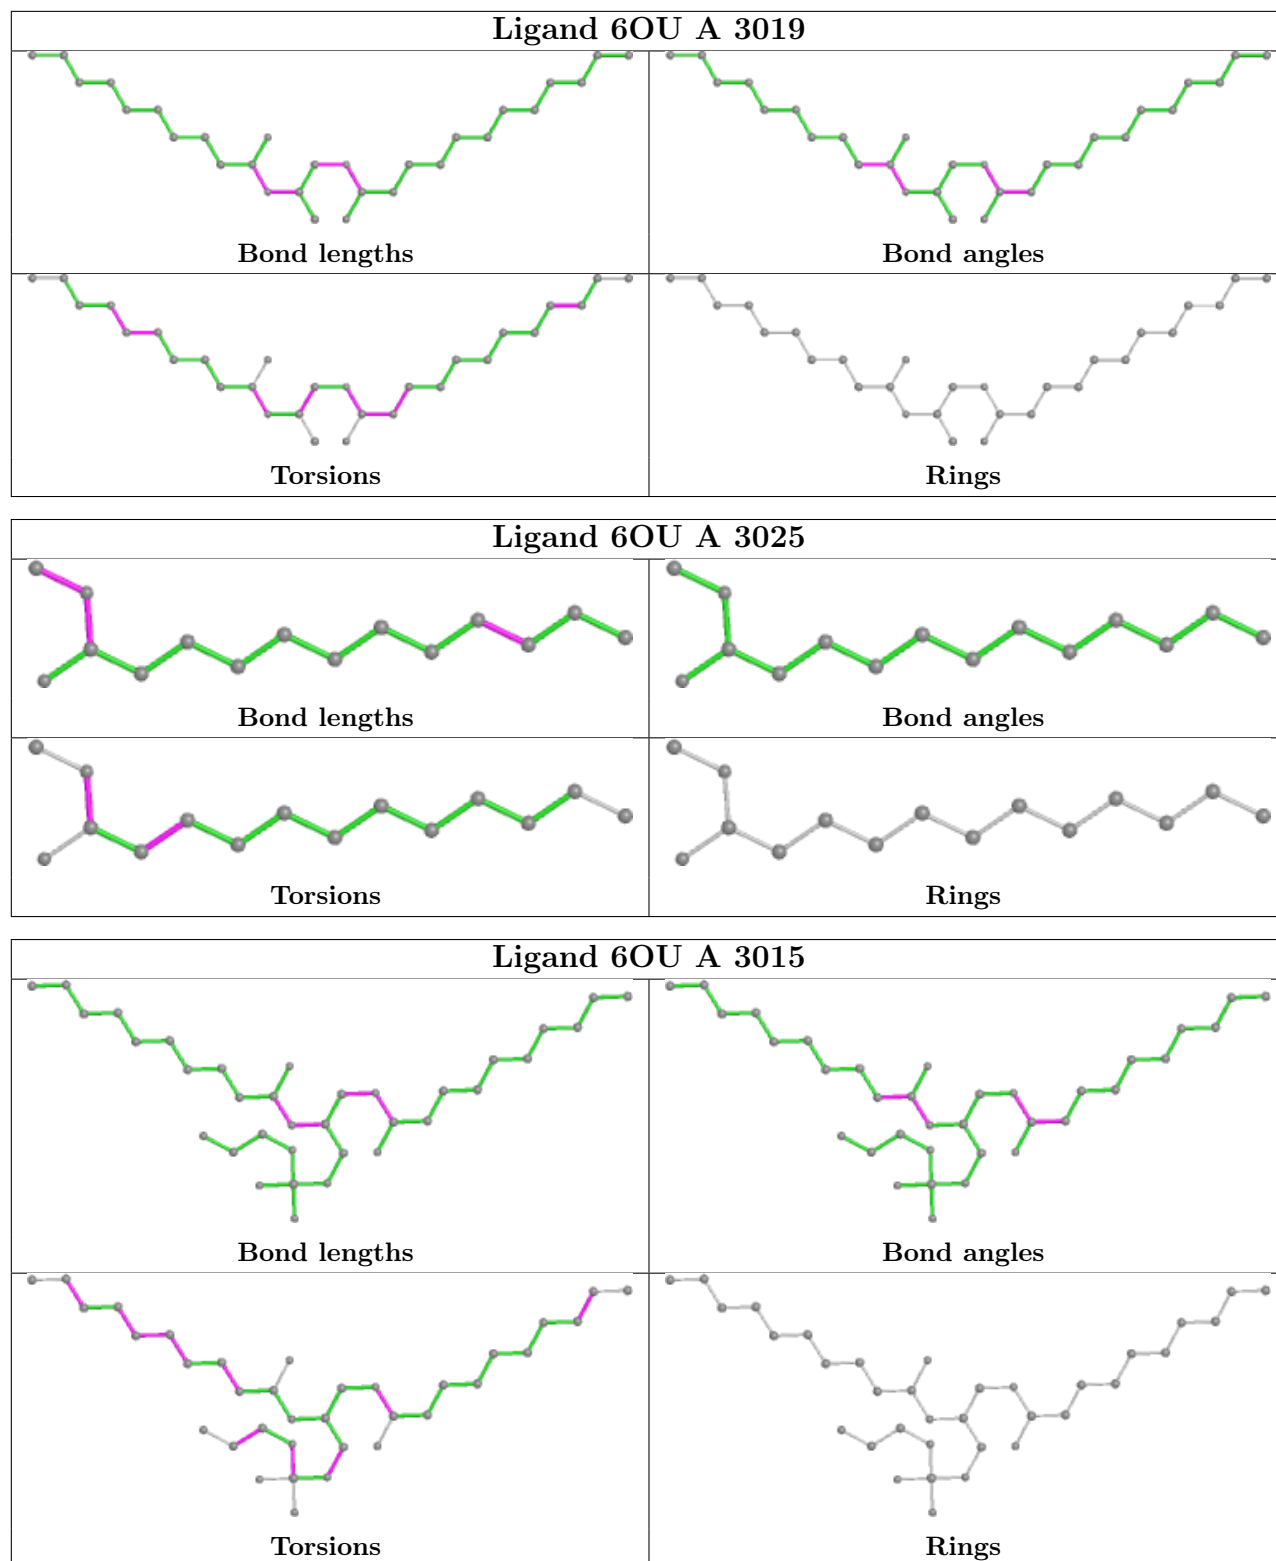 Ligand 6OU A 3019
Bond lengths
Bond angles
Torsions
Rings
Ligand 6OU A 3025
Bond lengths
Bond angles
Torsions
Rings
Ligand 6OU A 3015
Bond lengths
Bond angles
Torsions
Rings